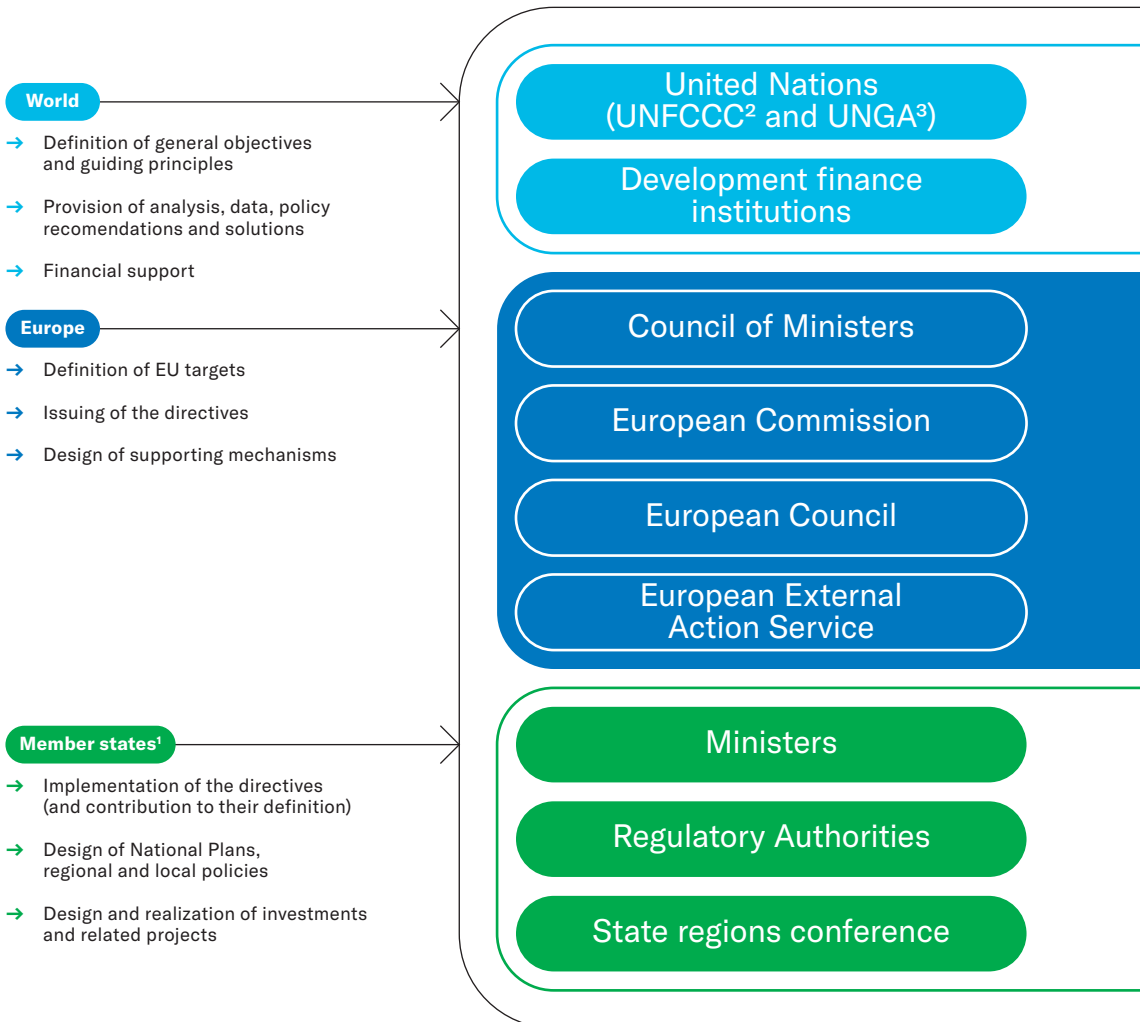 World
→ Definition of general objectives
and guiding principles
→ Provision of analysis, data, policy
recomendations and solutions
→ Financial support
United Nations
(UNFCCC² and UNGA³)
Development finance
institutions
Europe
→ Definition of EU targets
→ Issuing of the directives
→ Design of supporting mechanisms
Council of Ministers
European Commission
European Council
European External
Action Service
Member states¹
→ Implementation of the directives
(and contribution to their definition)
→ Design of National Plans,
regional and local policies
→ Design and realization of investments
and related projects
Ministers
Regulatory Authorities
State regions conference